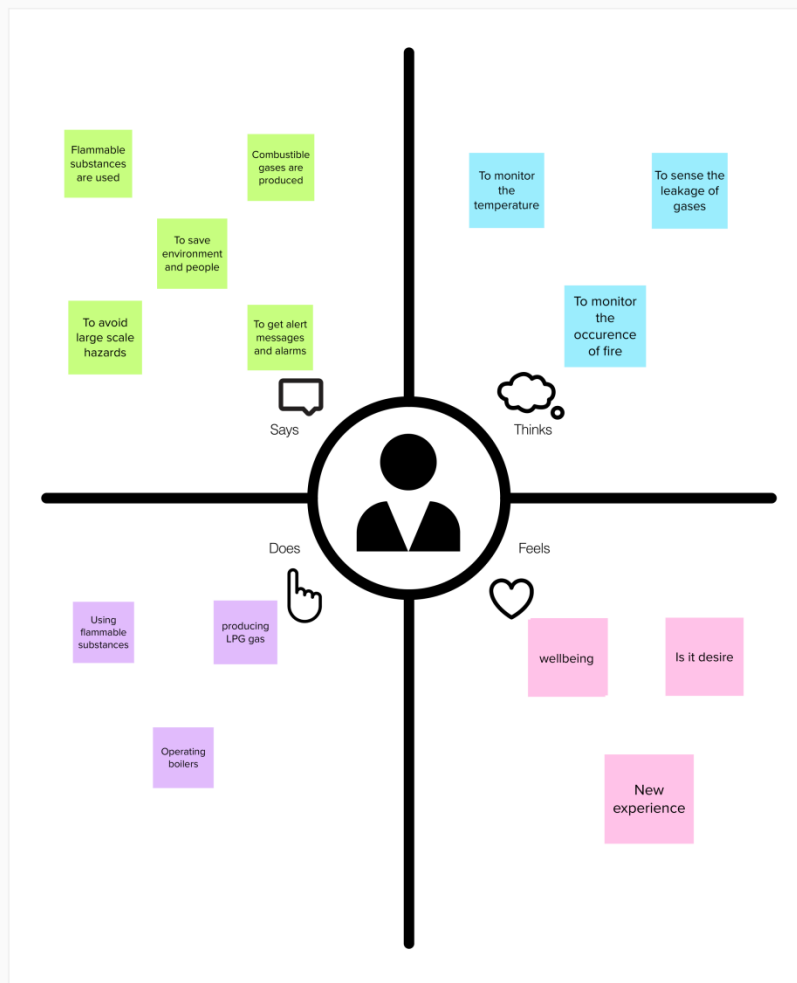 Flammable
substances
are used
Combustible
gases are
produced
To save
environment
and people
To avoid
large scale
hazards
To get alert
messages
and alarms
Says
To monitor
the
temperature
To sense the
leakage of
gases
To monitor
the
occurence
of fire
Thinks
Does
Using
flammable
substances
producing
LPG gas
Operating
boilers
Feels
wellbeing
Is it desire
New
experience